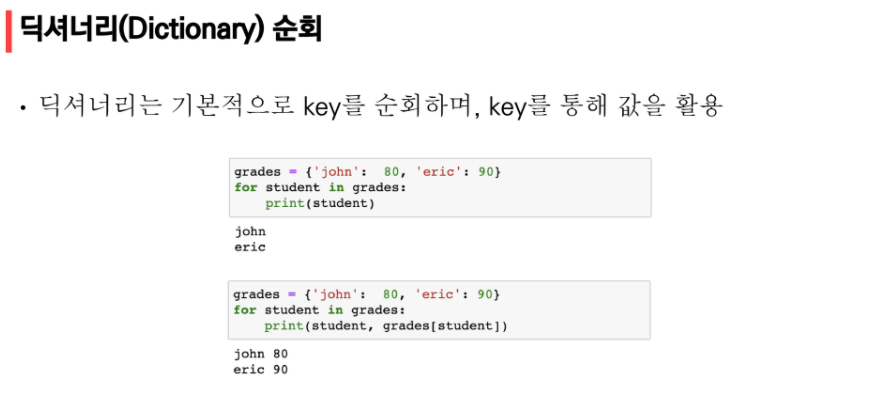 딕셔너리(Dictionary) 순회
• 딕셔너리는 기본적으로 key를 순회하며, key를 통해 값을 활용
grades = {'john':  80, 'eric': 90}
for student in grades:
    print(student)
john
eric
grades = {'john':  80, 'eric': 90}
for student in grades:
    print(student, grades[student])
john 80
eric 90